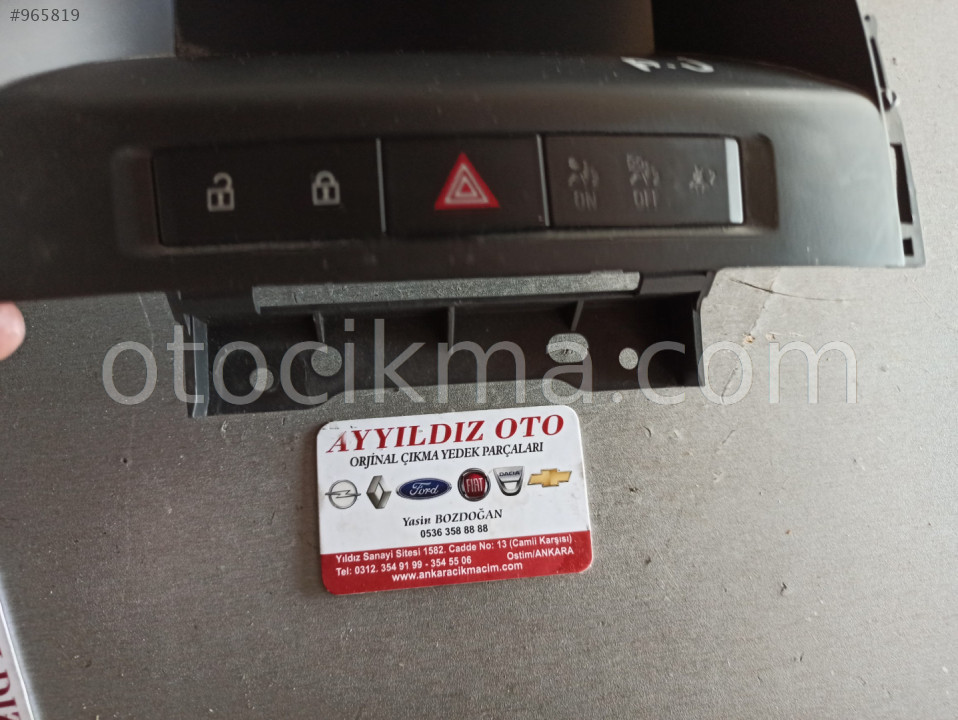 #965819
ON
OFF
otocikma.com
AYYILDIZ OTO
ORJİNAL ÇIKMA YEDEK PARÇALARI
Ford
FIAT
DACIA
Yasin BOZDOĞAN
0536 358 88 88
Yıldız Sanayi Sitesi 1582. Cadde No: 13 (Camii Karşısı)
Ostim/ANKARA
Tel: 0312. 354 91 99 - 354 55 06
www.ankaracikmacim.com